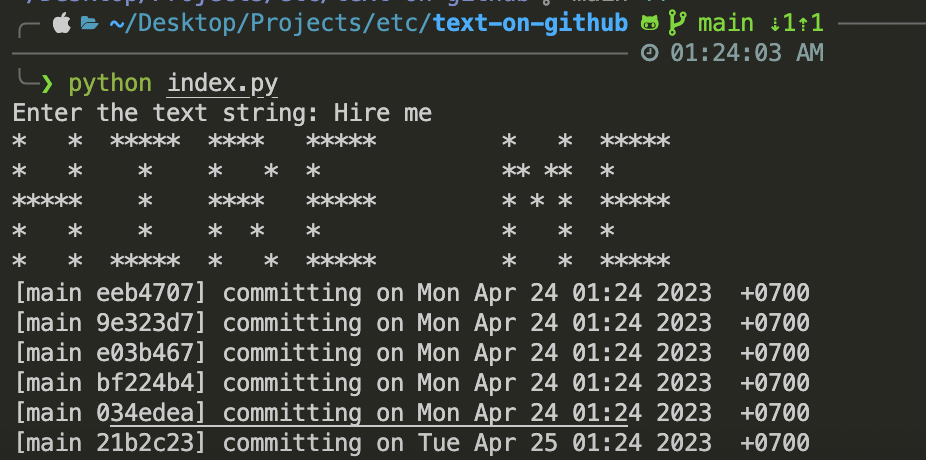 ~/Desktop/Projects/etc/text-on-github main ⇣1⇡1
01:24:03 AM
❯ python index.py
Enter the text string: Hire me
*   *  *****  ****   *****         *   *  *****
*   *    *    *   *  *             ** **  *
*****    *    ****   *****         * * *  *****
*   *    *    *  *   *             *   *  *
*   *  *****  *   *  *****         *   *  *****
[main eeb4707] committing on Mon Apr 24 01:24 2023  +0700
[main 9e323d7] committing on Mon Apr 24 01:24 2023  +0700
[main e03b467] committing on Mon Apr 24 01:24 2023  +0700
[main bf224b4] committing on Mon Apr 24 01:24 2023  +0700
[main 034edea] committing on Mon Apr 24 01:24 2023  +0700
[main 21b2c23] committing on Tue Apr 25 01:24 2023  +0700